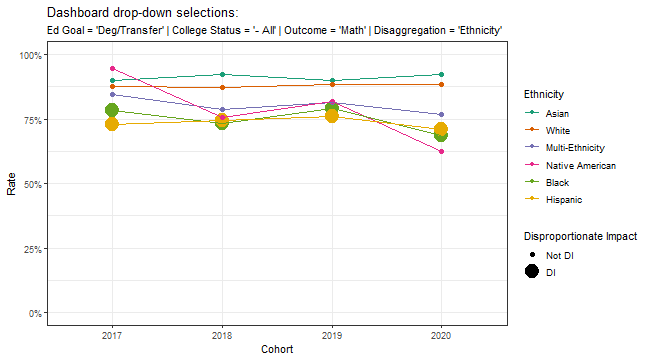 Dashboard drop-down selections:
Ed Goal = 'Deg/Transfer' | College Status = '- All' | Outcome = 'Math' | Disaggregation = 'Ethnicity'
100%
75%
50%
25%
0%
Rate
2017
2018
2019
2020
Cohort
Ethnicity
Asian
White
Multi-Ethnicity
Native American
Black
Hispanic
Disproportionate Impact
Not DI
DI